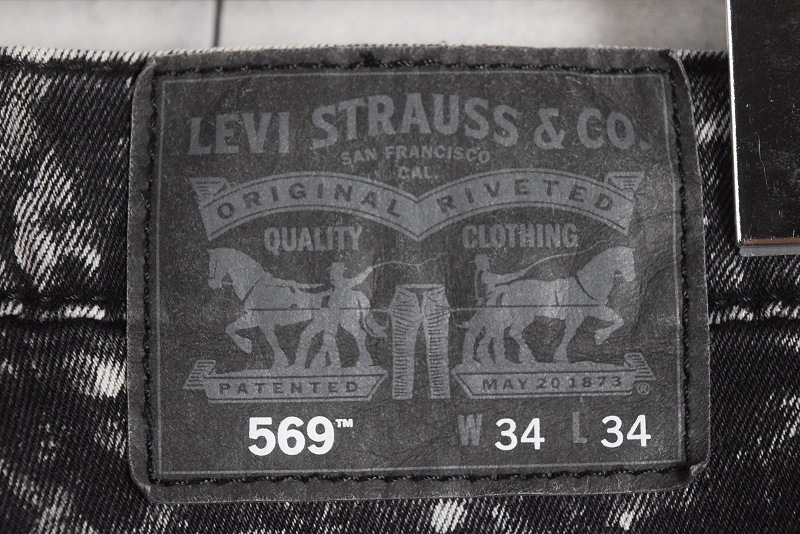 LEVI STRAUSS & CO.
SAN FRANCISCO
CAL.
ORIGINAL RIVETED
QUALITY CLOTHING
PATENTED MAY 20 1873 ®
569™ W 34 L 34